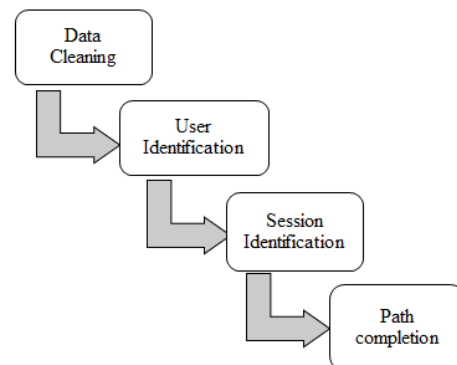 Data
Cleaning
User
Identification
Session
Identification
Path
completion